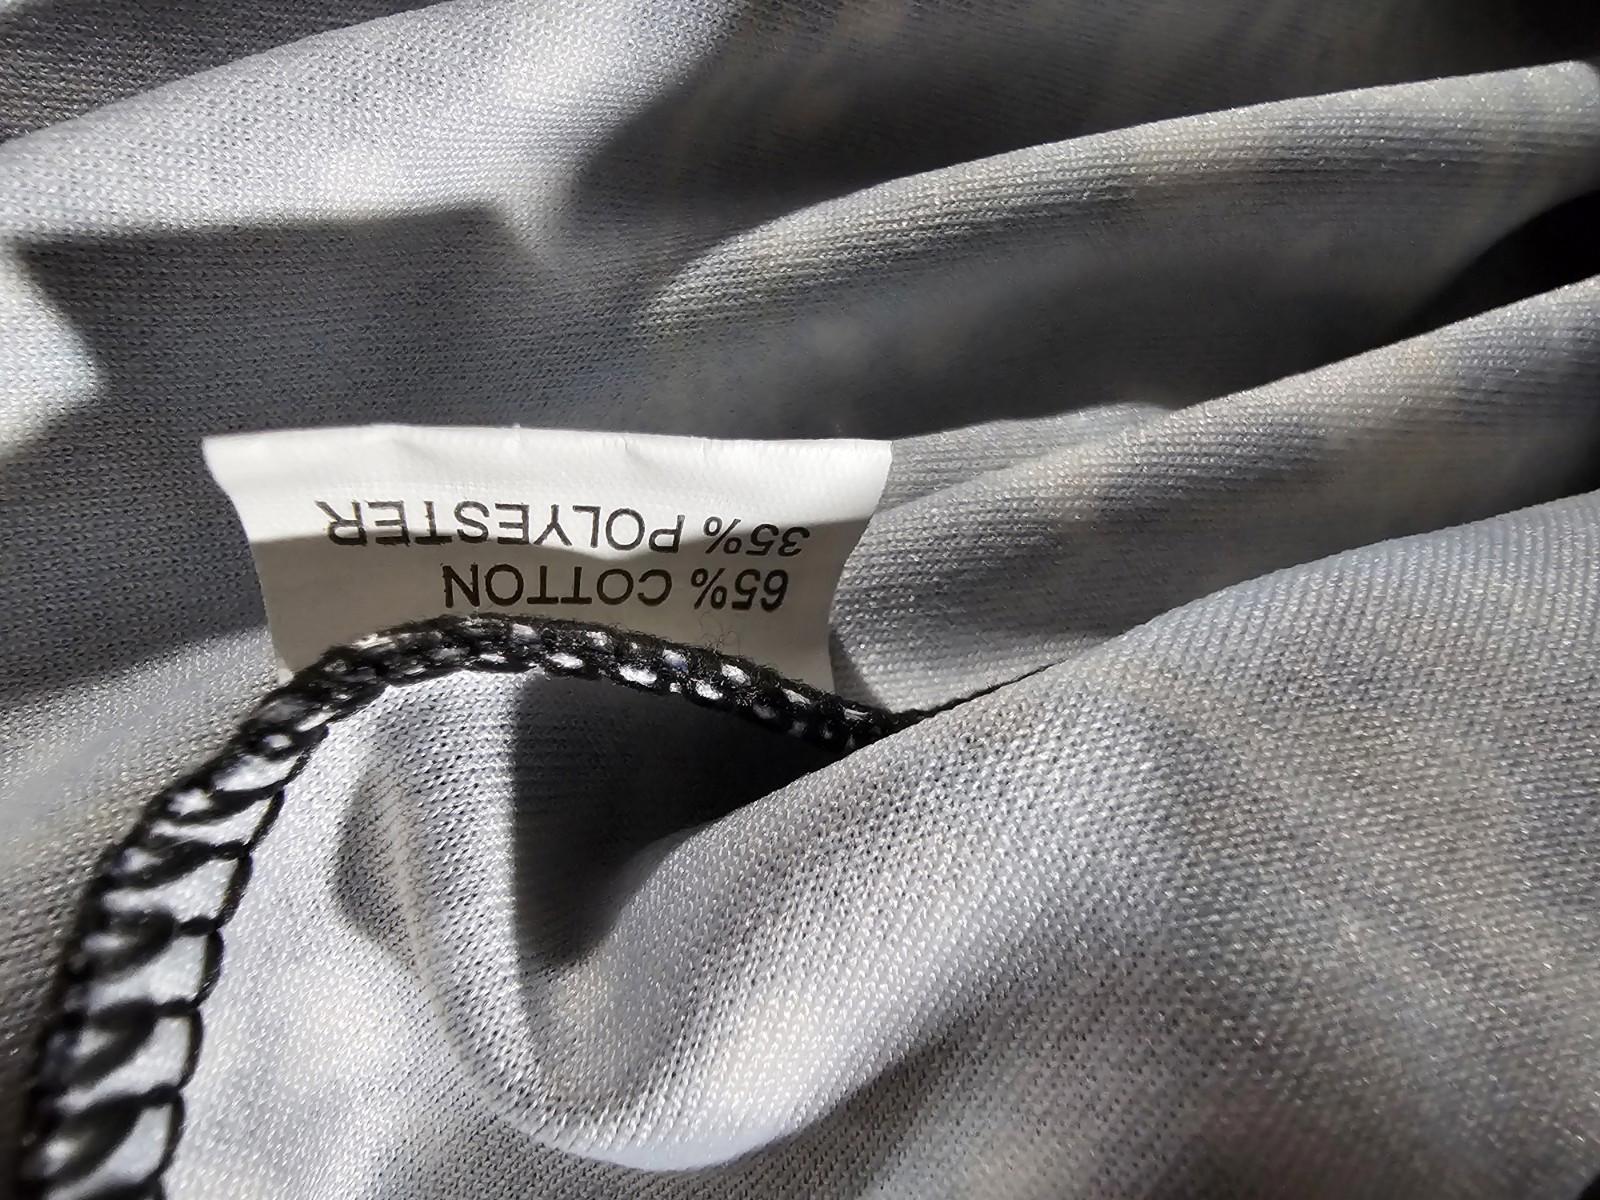 65% COTTON
35% POLYESTER